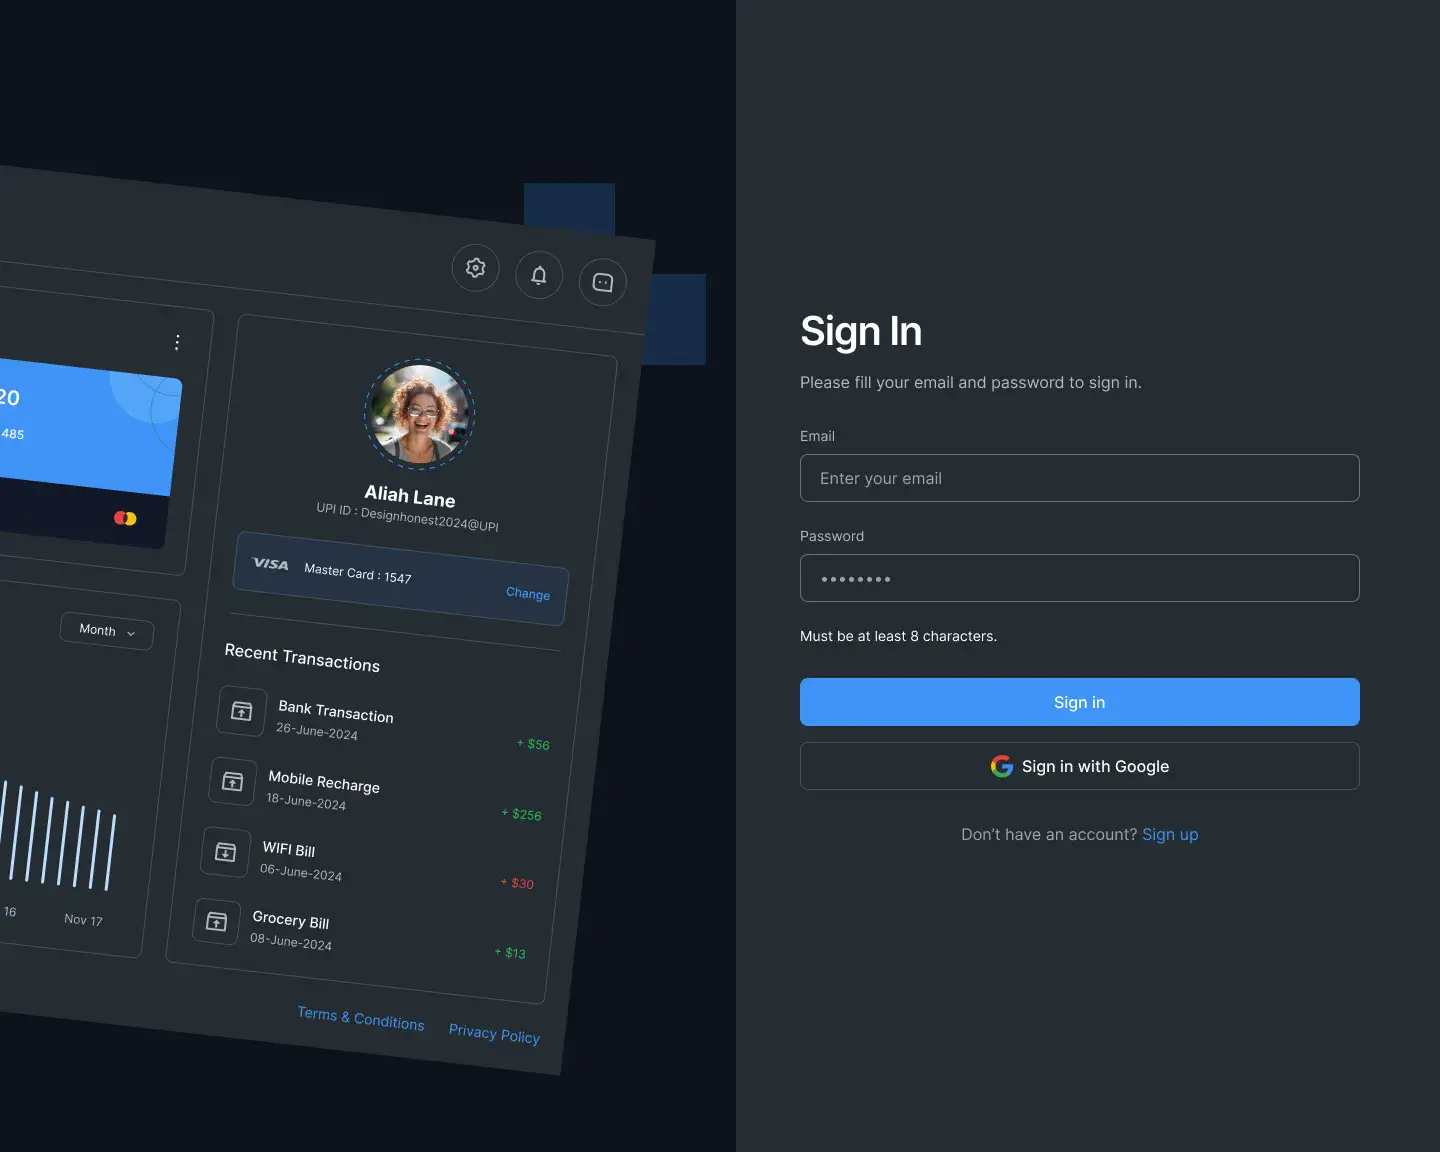 20
485
Month
16
Nov 17
Aliah Lane
UPI ID : Designhonest2024@UPI
VISA
Master Card : 1547
Change
Recent Transactions
Bank Transaction
26-June-2024
+ $56
Mobile Recharge
18-June-2024
+ $256
WIFI Bill
06-June-2024
+ $30
Grocery Bill
08-June-2024
+ $13
Terms & Conditions
Privacy Policy
Sign In
Please fill your email and password to sign in.
Email
Enter your email
Password
••••••••
Must be at least 8 characters.
Sign in
Sign in with Google
Don’t have an account? Sign up